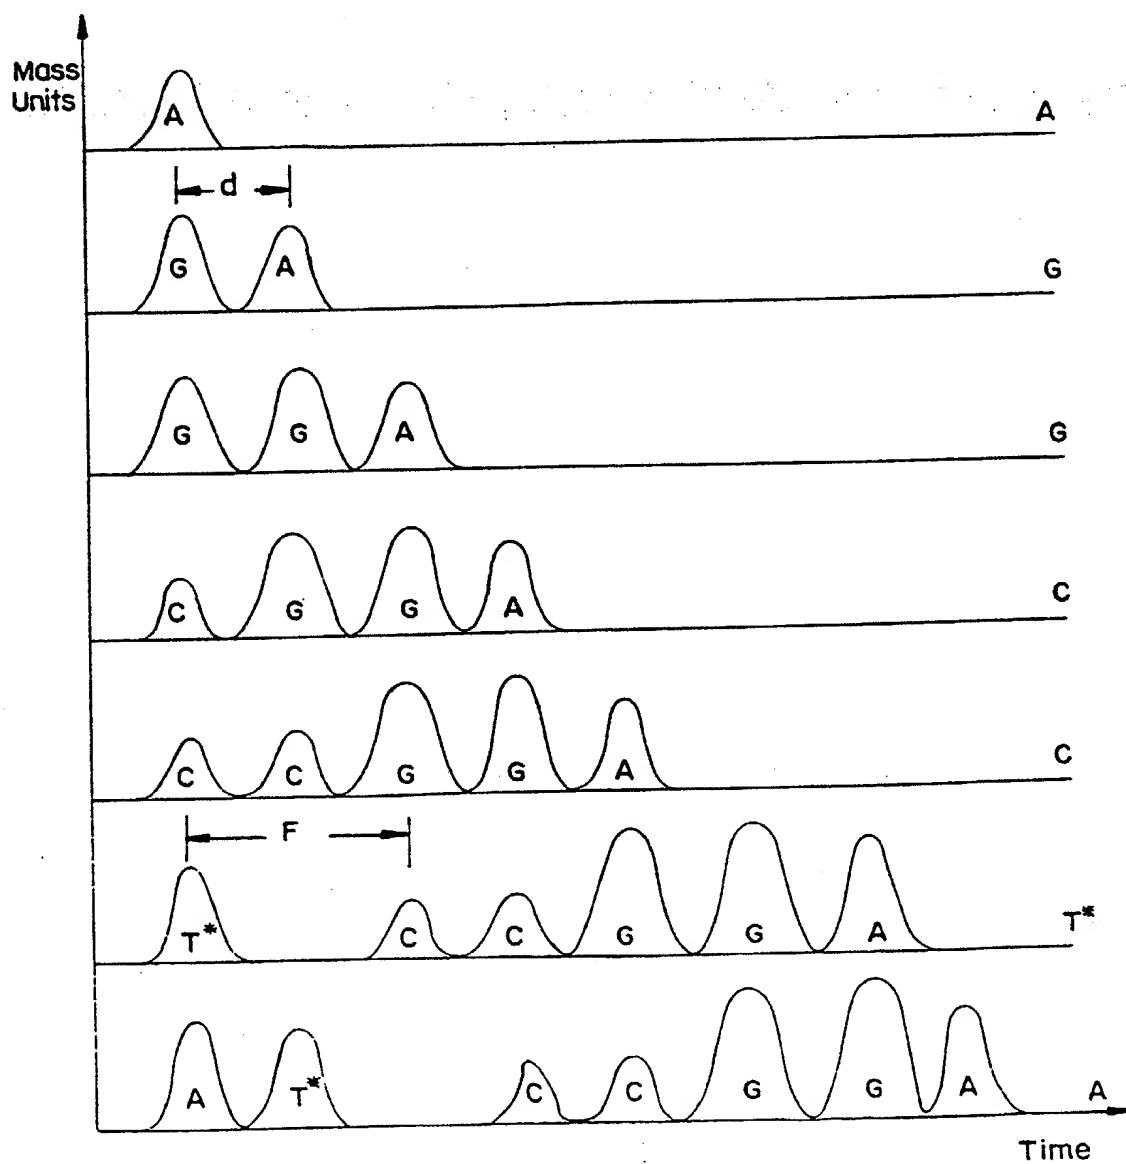 Mass
Units
A A
d
G A G
G G A G
C G G A C
C C G G A C
F
T* C C G G A T*
A T* C C G G A A
Time